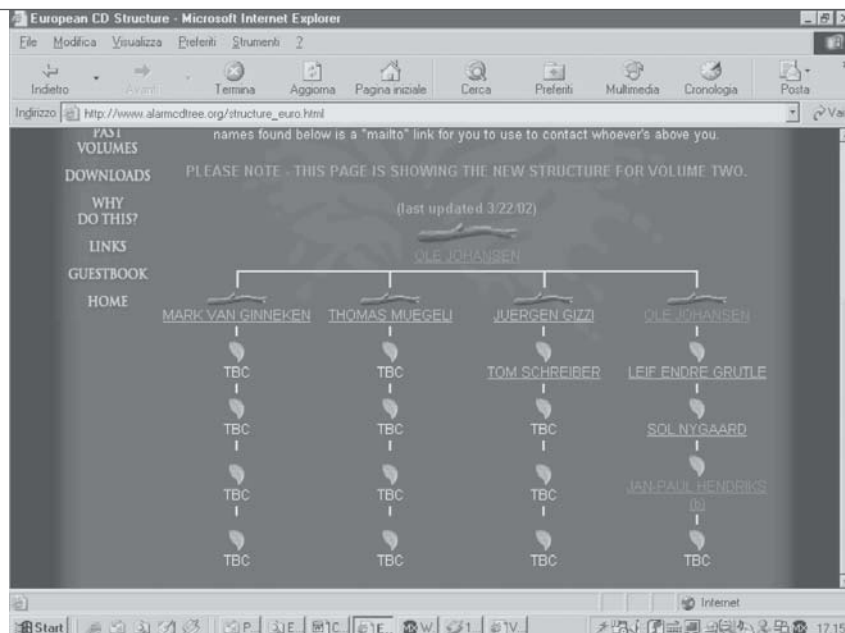 European CD Structure - Microsoft Internet Explorer
File Modifica Visualizza Preferiti Strumenti ?
Indietro Avanti Termina Aggiorna Pagina iniziale Cerca Preferiti Multimedia Cronologia Posta
Indirizzo http://www.alarmcdtree.org/structure_euro.html Vai
PAST
VOLUMES
DOWNLOADS
WHY
DO THIS?
LINKS
GUESTBOOK
HOME
names found below is a "mailto" link for you to use to contact whoever's above you.
PLEASE NOTE - THIS PAGE IS SHOWING THE NEW STRUCTURE FOR VOLUME TWO.
(last updated 3/22/02)
OLE JOHANSEN
MARK VAN GINNEKEN THOMAS MUEGELI JUERGEN GIZZI OLE JOHANSEN
TBC TBC TOM SCHREIBER LEIF ENDRE GRUTLE
TBC TBC TBC SOL NYGAARD
TBC TBC TBC JAN-PAUL HENDRIKS
(b)
TBC TBC TBC TBC
Internet
Start P... E... C... E... W... 1... V... 17.15